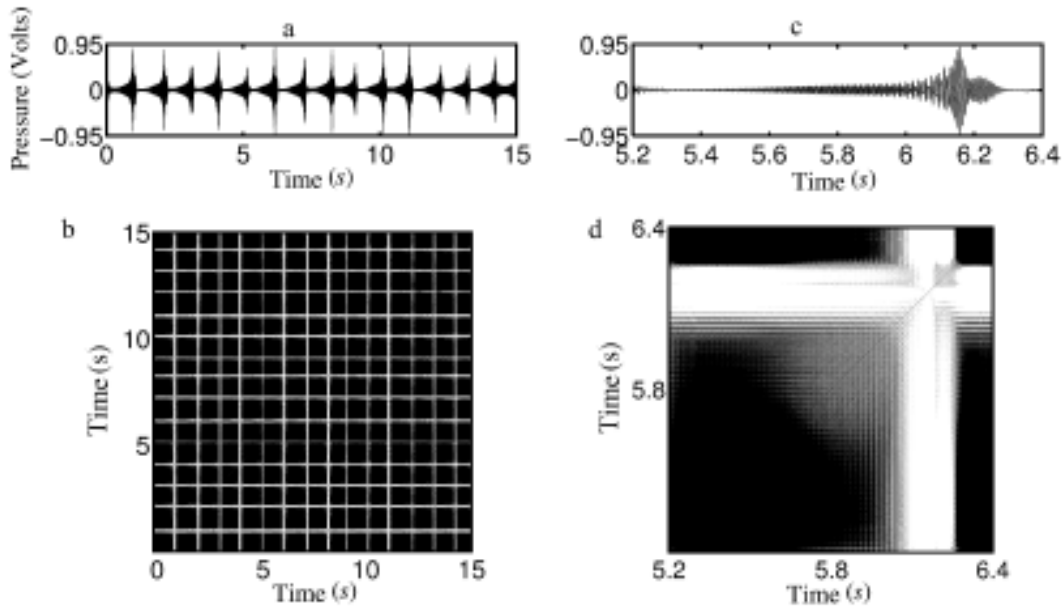 a
Pressure (Volts)
0.95
0
−0.95
0 5 10 15
Time (s)
c
0.95
0
−0.95
5.2 5.4 5.6 5.8 6 6.2 6.4
Time (s)
b
15
10
5
Time (s)
0 5 10 15
Time (s)
d
6.4
5.8
Time (s)
5.2 5.8 6.4
Time (s)